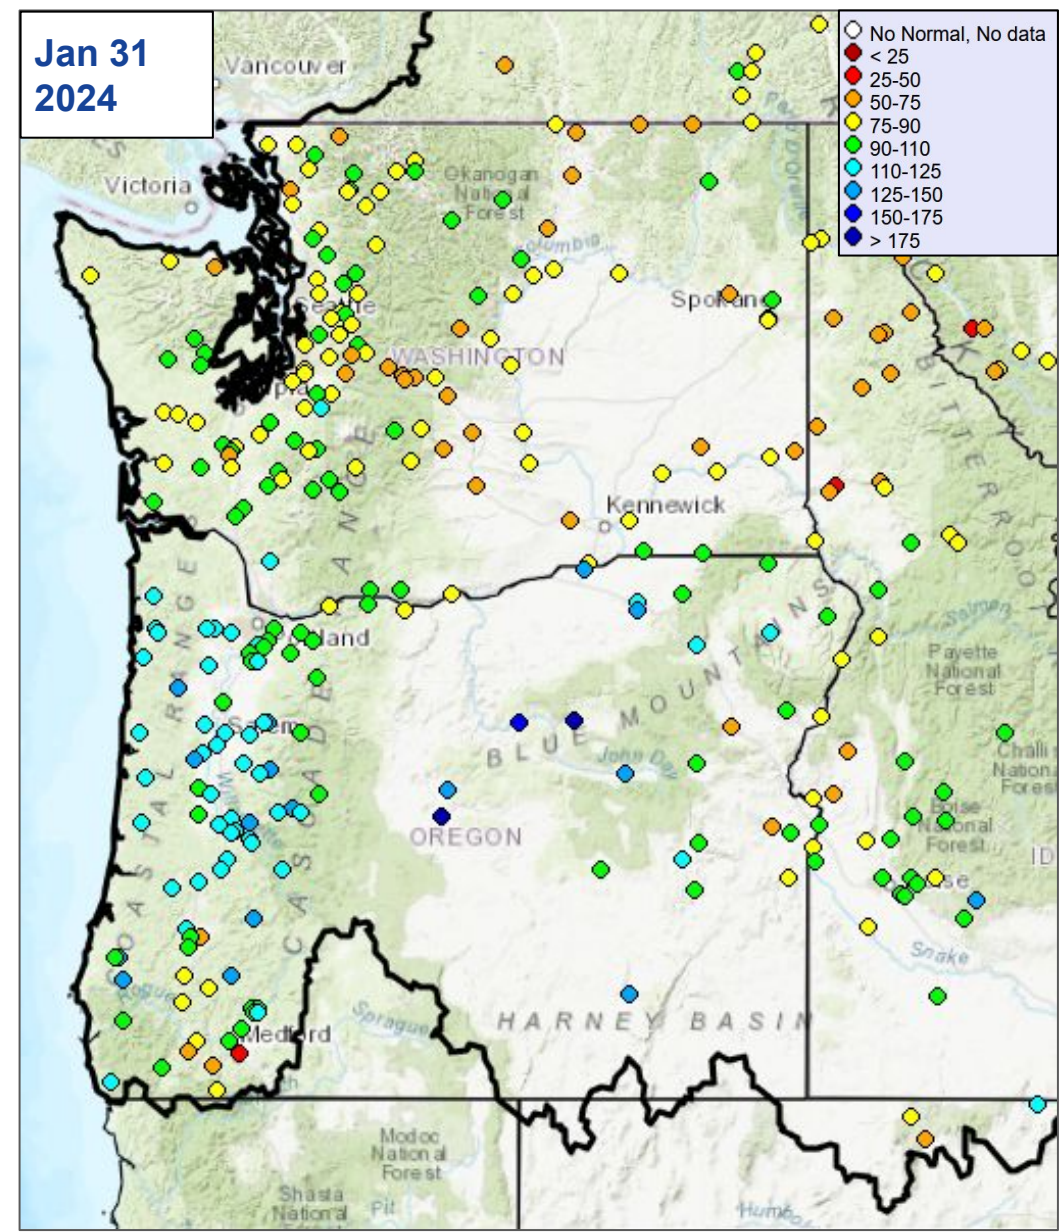 Jan 31
2024
No Normal, No data
< 25
25-50
50-75
75-90
90-110
110-125
125-150
150-175
> 175
Vancouver
Victoria
Okanogan
National
Forest
Columbia
Seattle
Spokane
WASHINGTON
BITTERROOT
Kennewick
RANGE
Salmon
Portland
Payette
National
Forest
COASTAL RANGE
CASCADE
Salem
BLUE MOUNTAINS
John Day
OREGON
National
Boise
National
Forest
Snake
Rogue
Medford
Sprague
HARNEY BASIN
Modoc
National
Forest
Shasta
National
Pit